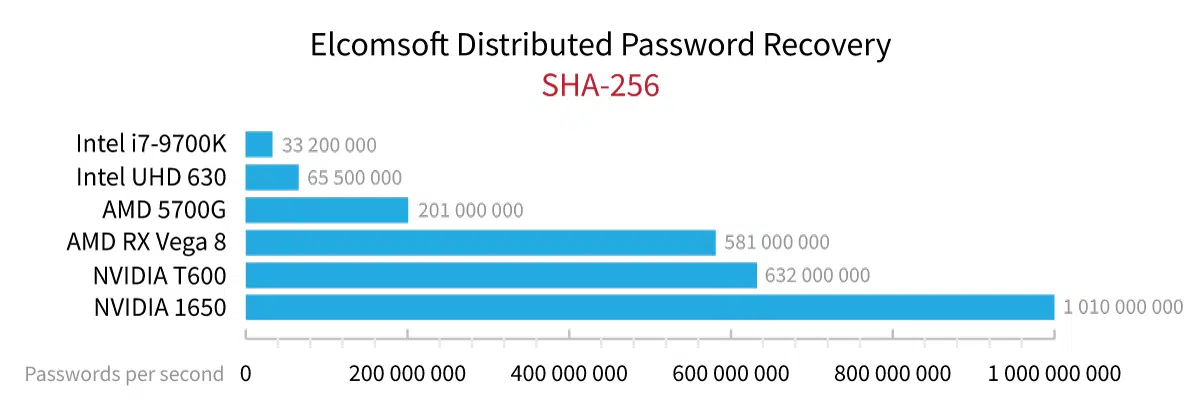 Elcomsoft Distributed Password Recovery
SHA-256
Intel i7-9700K 33 200 000
Intel UHD 630 65 500 000
AMD 5700G 201 000 000
AMD RX Vega 8 581 000 000
NVIDIA T600 632 000 000
NVIDIA 1650 1 010 000 000
Passwords per second 0 200 000 000 400 000 000 600 000 000 800 000 000 1 000 000 000